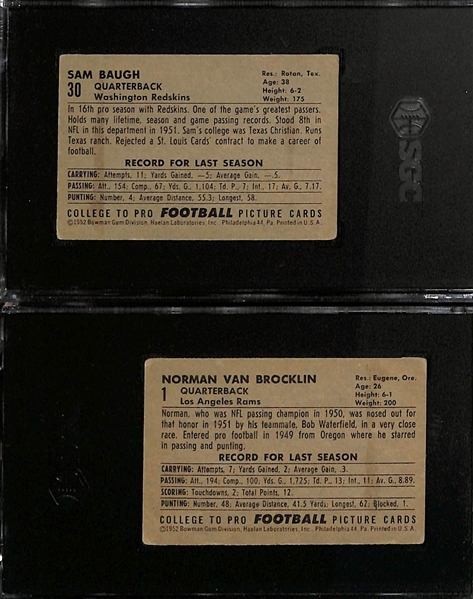 SAM BAUGH
30 QUARTERBACK
Washington Redskins
Res.: Rotan, Tex.
Age: 38
Height: 6-2
Weight: 175
In 16th pro season with Redskins. One of the game's greatest passers.
Holds many lifetime, season and game passing records. Stood 8th in
NFL in this department in 1951. Sam's college was Texas Christian. Runs
Texas ranch. Rejected a St. Louis Cards' contract to make a career of
football.
RECORD FOR LAST SEASON
CARRYING: Attempts, 11; Yards Gained, —5; Average Gain, —.5.
PASSING: Att., 154; Comp., 67; Yds. G., 1,104; Td. P., 7; Int., 17; Av. G., 7.17.
PUNTING: Number, 4; Average Distance, 55.3; Longest, 58.
COLLEGE TO PRO FOOTBALL PICTURE CARDS
©1952 Bowman Gum Division, Haelan Laboratories, Inc. Philadelphia 44, Pa. Printed in U.S.A.
SGC
NORMAN VAN BROCKLIN
1 QUARTERBACK
Los Angeles Rams
Res.: Eugene, Ore.
Age: 26
Height: 6-1
Weight: 200
Norman, who was NFL passing champion in 1950, was nosed out for
that honor in 1951 by his teammate, Bob Waterfield, in a very close
race. Entered pro football in 1949 from Oregon where he starred
in passing and punting.
RECORD FOR LAST SEASON
CARRYING: Attempts, 7; Yards Gained, 2; Average Gain, .3.
PASSING: Att., 194; Comp., 100; Yds. G., 1,725; Td. P., 13; Int., 11; Av. G., 8.89.
SCORING: Touchdowns, 2; Total Points, 12.
PUNTING: Number, 48; Average Distance, 41.5 Yards; Longest, 62; Blocked, 1.
COLLEGE TO PRO FOOTBALL PICTURE CARDS
©1952 Bowman Gum Division, Haelan Laboratories, Inc. Philadelphia 44, Pa. Printed in U.S.A.